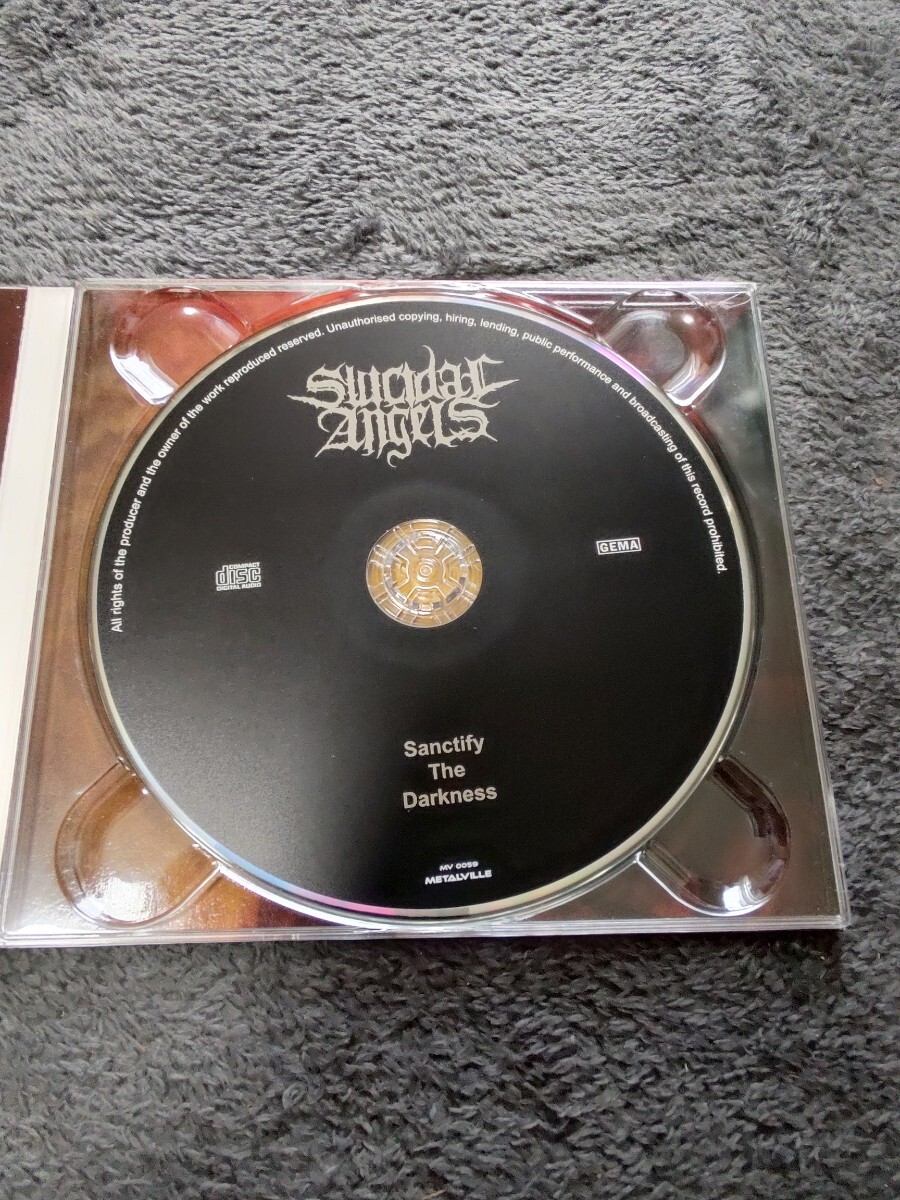 All rights of the producer and the owner of the work reproduced reserved. Unauthorised copying, hiring, lending, public performance and broadcasting of this record prohibited.
Suicidal
Angels
COMPACT
disc
DIGITAL AUDIO
GEMA
Sanctify
The
Darkness
MV 0059
METALVILLE